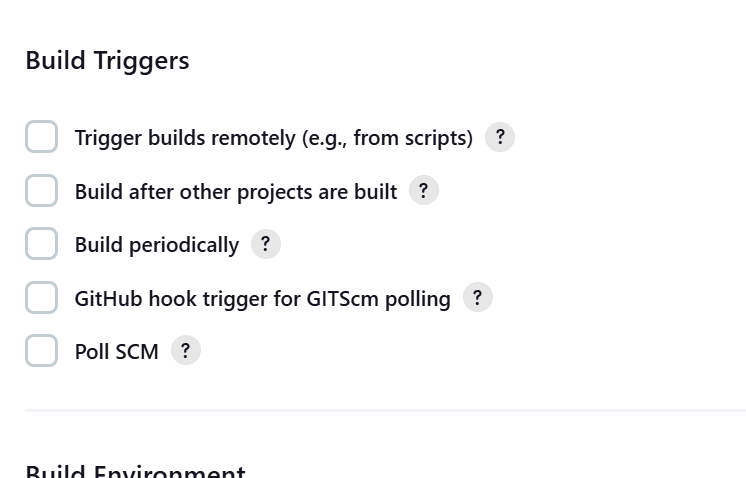 Build Triggers
Trigger builds remotely (e.g., from scripts) ?
Build after other projects are built ?
Build periodically ?
GitHub hook trigger for GITScm polling ?
Poll SCM ?
Build Environment